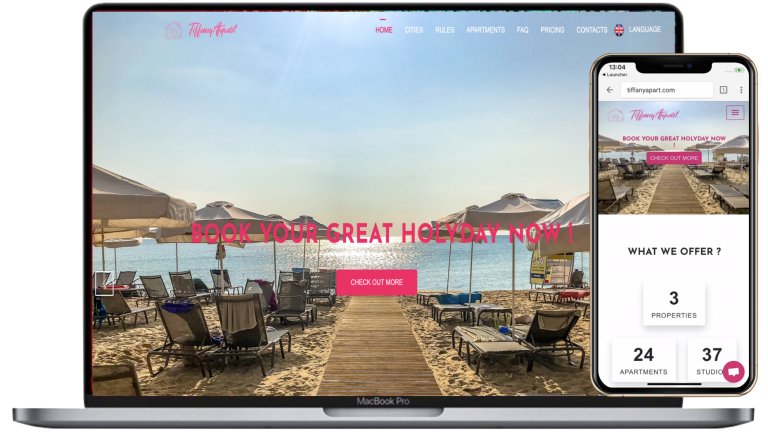 TiffanyApart
HOME CITIES RULES APARTMENTS FAQ PRICING CONTACTS LANGUAGE
BOOK YOUR GREAT HOLYDAY NOW !
CHECK OUT MORE
MacBook Pro
13:04
Launcher
tiffanyapart.com
TiffanyApart
BOOK YOUR GREAT HOLYDAY NOW
!
CHECK OUT MORE
WHAT WE OFFER ?
3
PROPERTIES
24 37
APARTMENTS STUDIO